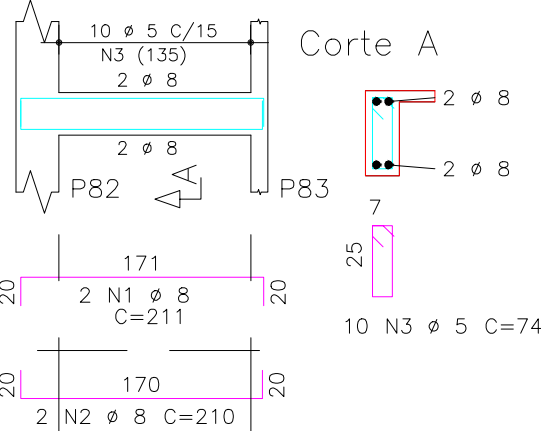 10 ø 5 C/15
N3 (135)
2 ø 8
2 ø 8
P82
A
P83
Corte A
2 ø 8
2 ø 8
7
25
10 N3 ø 5 C=74
171
20
20
2 N1 ø 8
C=211
170
20
20
2 N2 ø 8 C=210